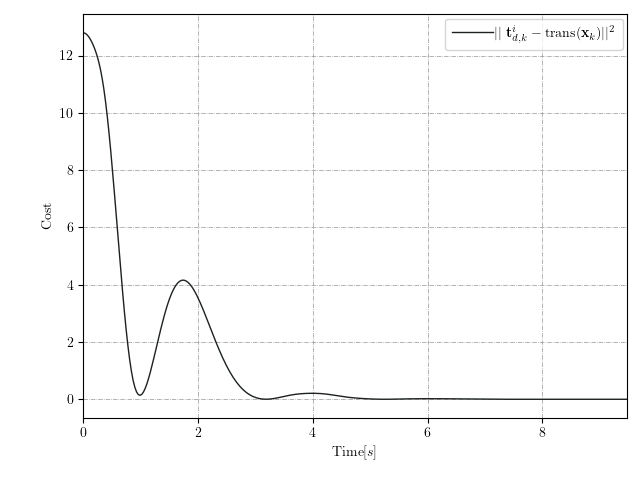 || t^i_{d,k} − trans(x_k)||^2
12
10
8
6
4
2
0
Cost
0 2 4 6 8
Time[s]